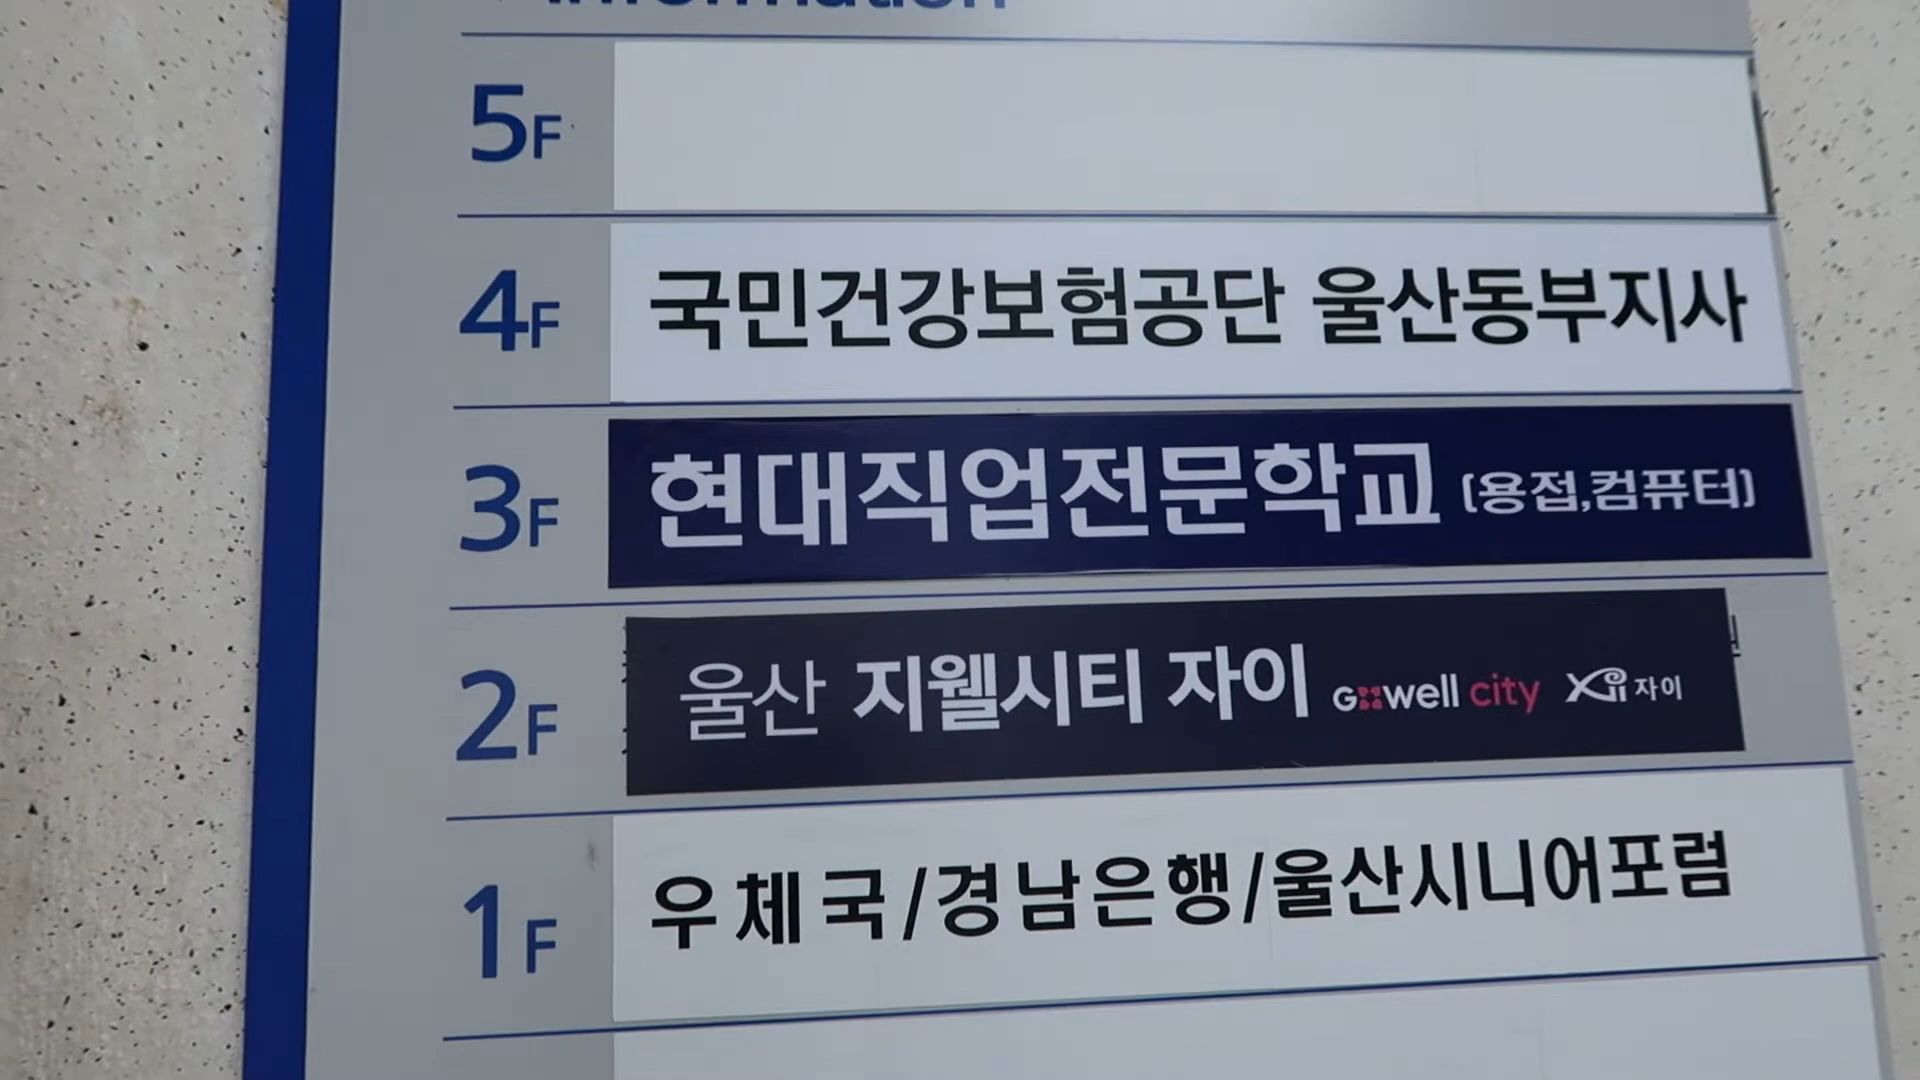 Information
5F
4F 국민건강보험공단 울산동부지사
3F 현대직업전문학교 (용접,컴퓨터)
2F 울산 지웰시티 자이 Gwell city Xii 자이
1F 우체국/경남은행/울산시니어포럼